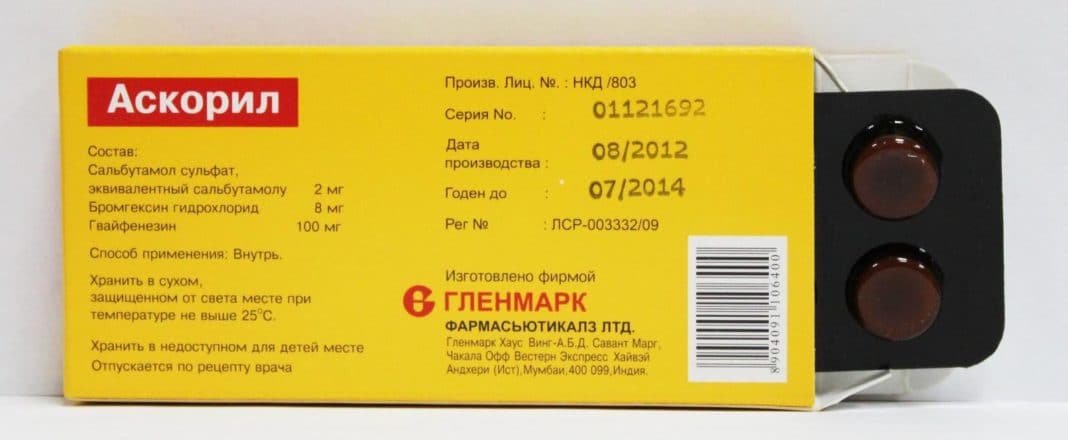 Аскорил
Состав:
Сальбутамол сульфат,
эквивалентный сальбутамолу 2 мг
Бромгексин гидрохлорид 8 мг
Гвайфенезин 100 мг
Способ применения: Внутрь.
Хранить в сухом,
защищенном от света месте при
температуре не выше 25°C.
Хранить в недоступном для детей месте
Отпускается по рецепту врача
Произв. Лиц. №. : НКД /803
Серия No. : 01121692
Дата
производства : 08/2012
Годен до : 07/2014
Рег № : ЛСР-003332/09
Изготовлено фирмой
ГЛЕНМАРК
ФАРМАСЬЮТИКАЛЗ ЛТД.
Гленмарк Хаус Винг-А.Б.Д. Савант Марг,
Чакала Офф Вестерн Экспресс Хайвэй
Андхери (Ист),Мумбаи,400 099,Индия.
8904091106400